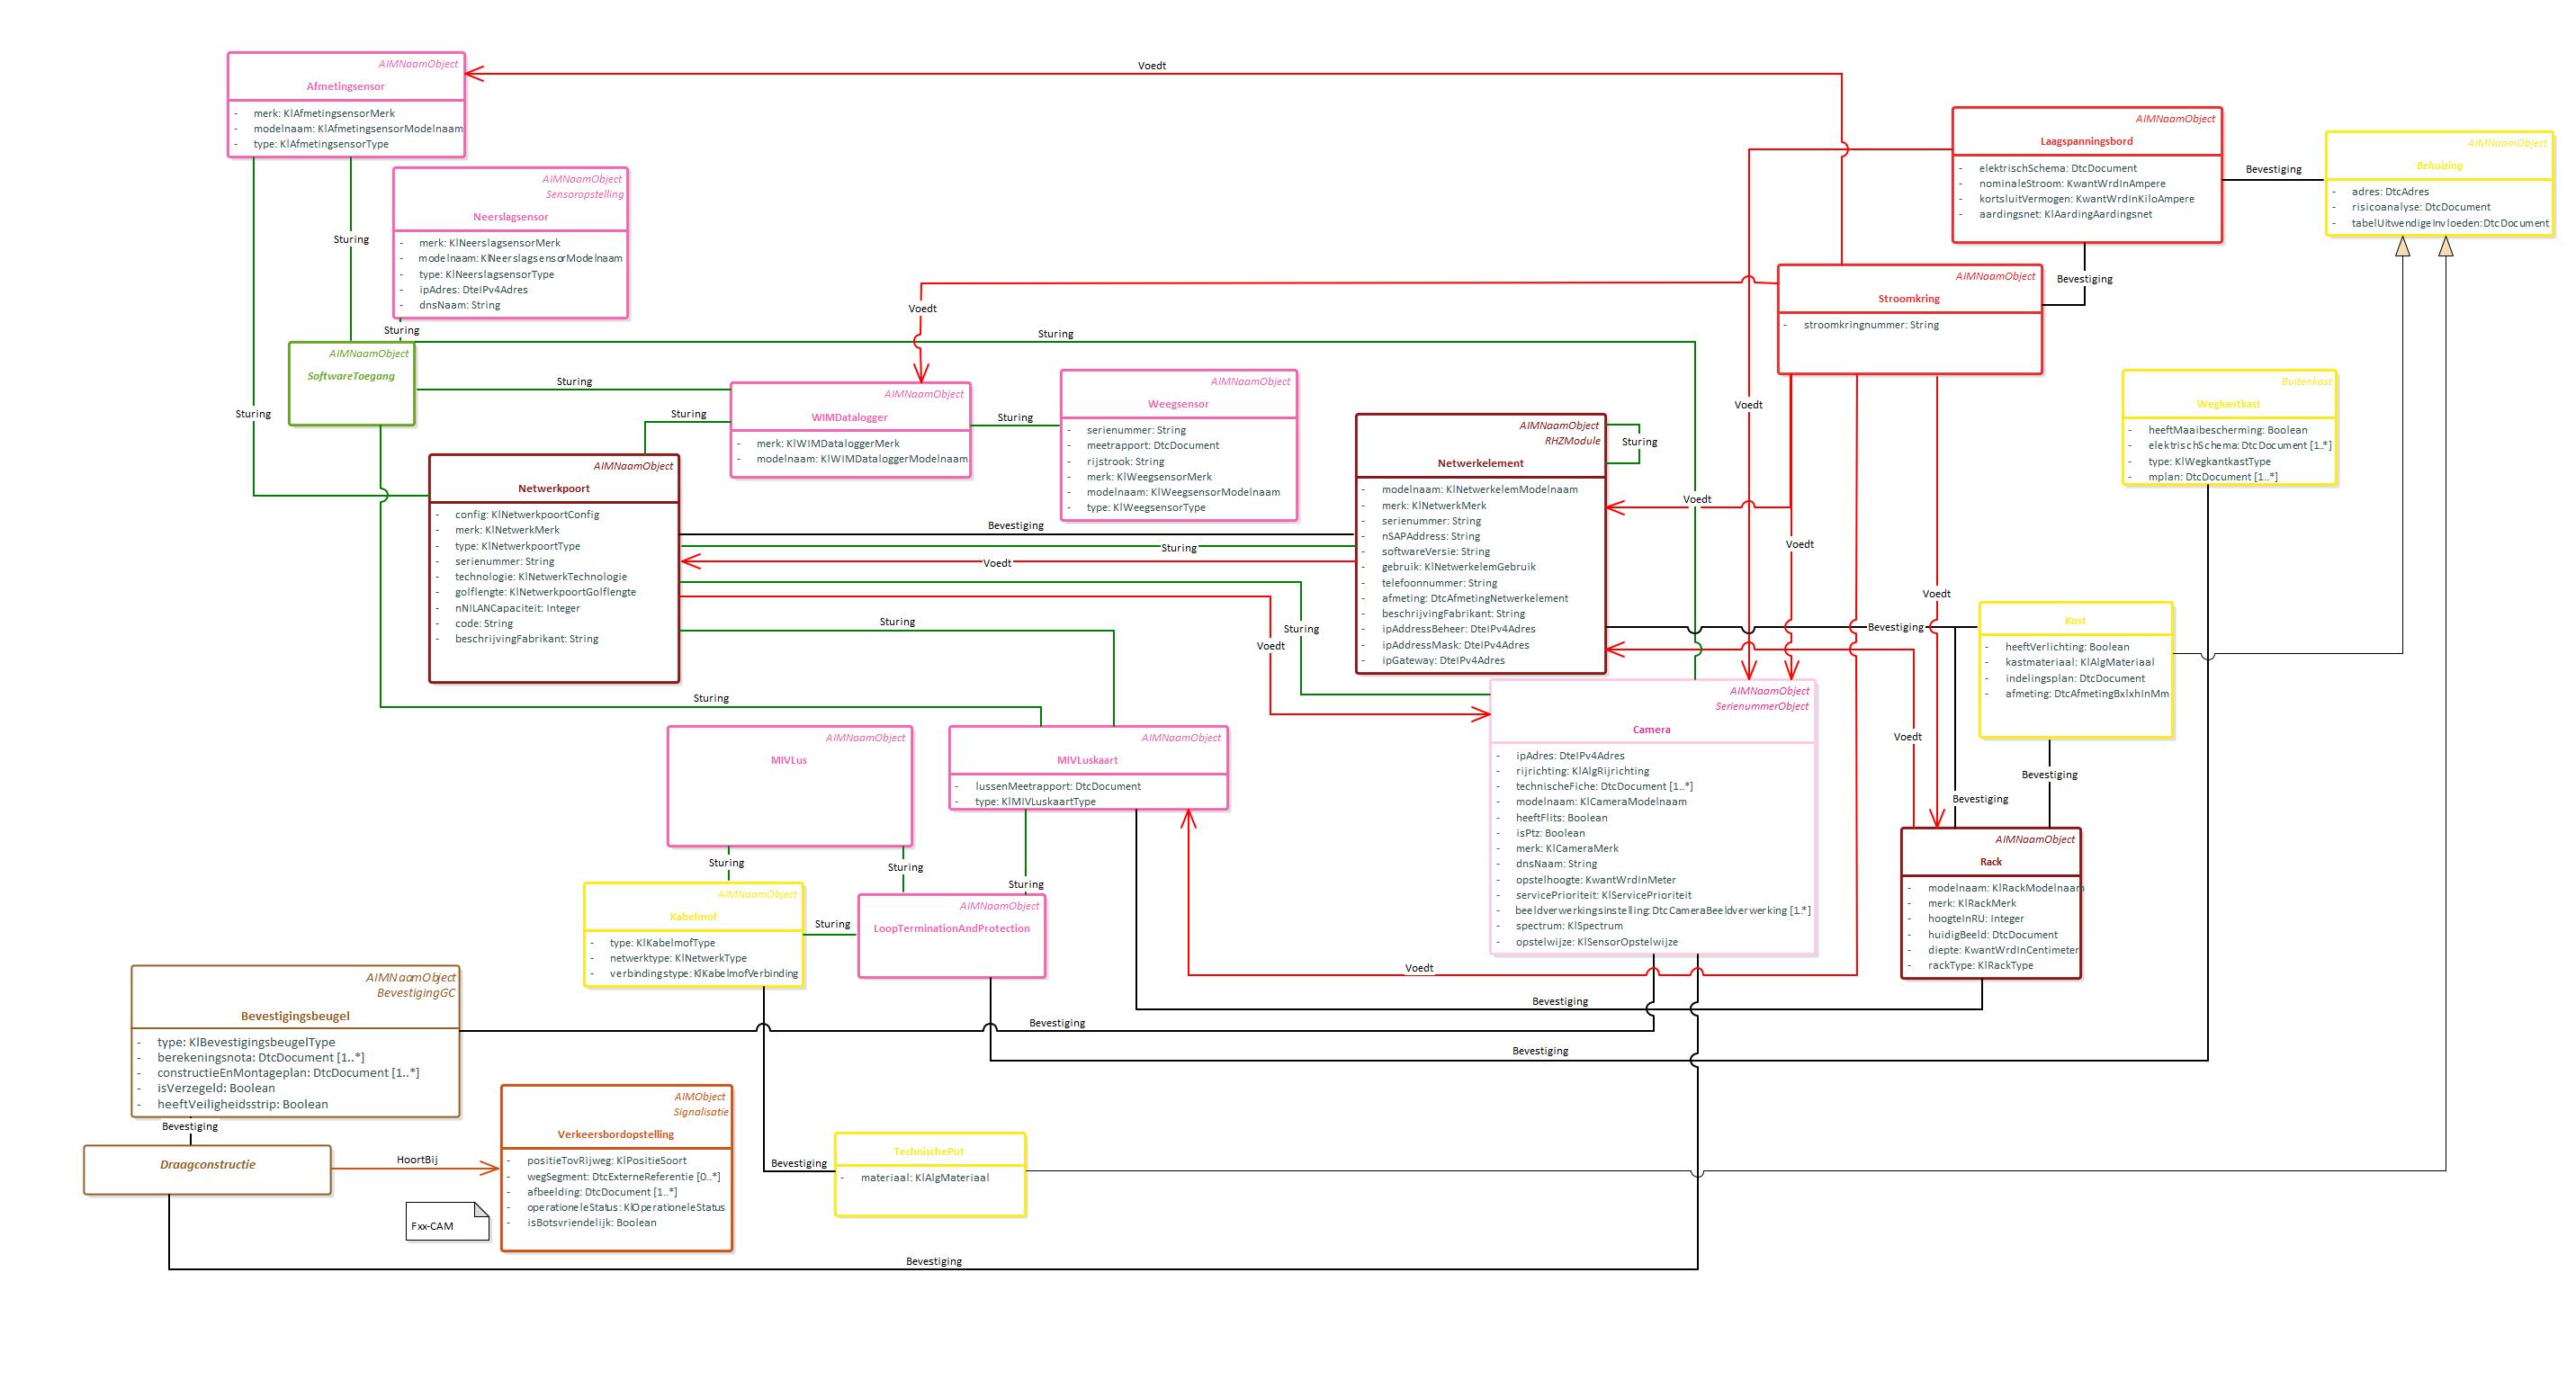 AIMNaamObject
Afmetingsensor
- merk: KlAfmetingsensorMerk
- modelnaam: KlAfmetingsensorModelnaam
- type: KlAfmetingsensorType
Voedt
AIMNaamObject
Laagspanningsbord
- elektrischSchema: DtcDocument
- nominaleStroom: KwantWrdInAmpere
- kortsluitVermogen: KwantWrdInKiloAmpere
- aardingsnet: KlAardingAardingsnet
Bevestiging
AIMNaamObject
Behuizing
- adres: DtcAdres
- risicoanalyse: DtcDocument
- tabelUitwendigeInvloeden: DtcDocument
AIMNaamObject
Sensoropstelling
Neerslagsensor
- merk: KlNeerslagsensorMerk
- modelnaam: KlNeerslagsensorModelnaam
- type: KlNeerslagsensorType
- ipAdres: DteIPv4Adres
- dnsNaam: String
Sturing
Sturing
Bevestiging
AIMNaamObject
Stroomkring
- stroomkringnummer: String
Voedt
Sturing
AIMNaamObject
SoftwareToegang
Sturing
Sturing
Sturing
AIMNaamObject
WIMDatalogger
- merk: KlWIMDataloggerMerk
- modelnaam: KlWIMDataloggerModelnaam
Sturing
AIMNaamObject
Weegsensor
- serienummer: String
- meetrapport: DtcDocument
- rijstrook: String
- merk: KlWeegsensorMerk
- modelnaam: KlWeegsensorModelnaam
- type: KlWeegsensorType
Voedt
AIMNaamObject
RHZModule
Netwerkelement
- modelnaam: KlNetwerkelemModelnaam
- merk: KlNetwerkMerk
- serienummer: String
- nSAPAddress: String
- softwareVersie: String
- gebruik: KlNetwerkelemGebruik
- telefoonnummer: String
- afmeting: DtcAfmetingNetwerkelement
- beschrijvingFabrikant: String
- ipAddressBeheer: DteIPv4Adres
- ipAddressMask: DteIPv4Adres
- ipGateway: DteIPv4Adres
Sturing
Buitenkast
Wegkantkast
- heeftMaaibescherming: Boolean
- elektrischSchema: DtcDocument [1..*]
- type: KlWegkantkastType
- mplan: DtcDocument [1..*]
AIMNaamObject
Netwerkpoort
- config: KlNetwerkpoortConfig
- merk: KlNetwerkMerk
- type: KlNetwerkpoortType
- serienummer: String
- technologie: KlNetwerkTechnologie
- golflengte: KlNetwerkpoortGolflengte
- nNILANCapaciteit: Integer
- code: String
- beschrijvingFabrikant: String
Voedt
Bevestiging
Sturing
Voedt
Voedt
Voedt
Sturing
Sturing
Voedt
Bevestiging
AIMNaamObject
SerienummerObject
Camera
- ipAdres: DteIPv4Adres
- rijrichting: KlAlgRijrichting
- technischeFiche: DtcDocument [1..*]
- modelnaam: KlCameraModelnaam
- heeftFlits: Boolean
- isPtz: Boolean
- merk: KlCameraMerk
- dnsNaam: String
- opstelhoogte: KwantWrdInMeter
- servicePrioriteit: KlServicePrioriteit
- beeldverwerkingsinstelling: DtcCameraBeeldverwerking [1..*]
- spectrum: KlSpectrum
- opstelwijze: KlSensorOpstelwijze
Kast
- heeftVerlichting: Boolean
- kastmateriaal: KlAlgMateriaal
- indelingsplan: DtcDocument
- afmeting: DtcAfmetingBxlxhInMm
Sturing
AIMNaamObject
MIVLus
AIMNaamObject
MIVLuskaart
- lussenMeetrapport: DtcDocument
- type: KlMIVLuskaartType
Voedt
Bevestiging
Bevestiging
AIMNaamObject
Rack
- modelnaam: KlRackModelnaam
- merk: KlRackMerk
- hoogteInRU: Integer
- huidigBeeld: DtcDocument
- diepte: KwantWrdInCentimeter
- rackType: KlRackType
Sturing
Sturing
Sturing
AIMNaamObject
Kabelmof
- type: KlKabelmofType
- netwerktype: KlNetwerkType
- verbindingstype: KlKabelmofVerbinding
Sturing
AIMNaamObject
LoopTerminationAndProtection
Voedt
Bevestiging
Bevestiging
Bevestiging
AIMNaamObject
BevestigingGC
Bevestigingsbeugel
- type: KlBevestigingsbeugelType
- berekeningsnota: DtcDocument [1..*]
- constructieEnMontageplan: DtcDocument [1..*]
- isVerzegeld: Boolean
- heeftVeiligheidsstrip: Boolean
Bevestiging
Draagconstructie
HoortBij
AIMObject
Signalisatie
Verkeersbordopstelling
- positieTovRijweg: KlPositieSoort
- wegSegment: DtcExterneReferentie [0..*]
- afbeelding: DtcDocument [1..*]
- operationeleStatus: KlOperationeleStatus
- isBotsvriendelijk: Boolean
Fxx-CAM
Bevestiging
TechnischePut
- materiaal: KlAlgMateriaal
Bevestiging